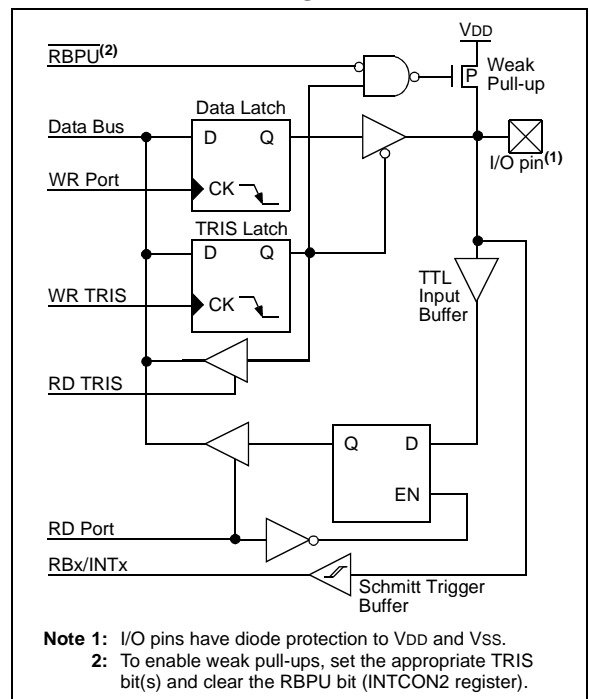 VDD
RBPU(2)
P
Weak
Pull-up
Data Latch
Data Bus
D
Q
I/O pin(1)
WR Port
CK
TRIS Latch
D
Q
TTL
Input
Buffer
WR TRIS
CK
RD TRIS
Q
D
EN
RD Port
RBx/INTx
Schmitt Trigger
Buffer
Note 1: I/O pins have diode protection to VDD and VSS.
2: To enable weak pull-ups, set the appropriate TRIS
bit(s) and clear the RBPU bit (INTCON2 register).